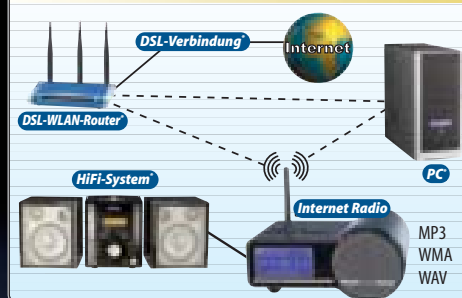 DSL-Verbindung*
Internet
DSL-WLAN-Router*
PC*
HiFi-System*
Internet Radio
MP3
WMA
WAV